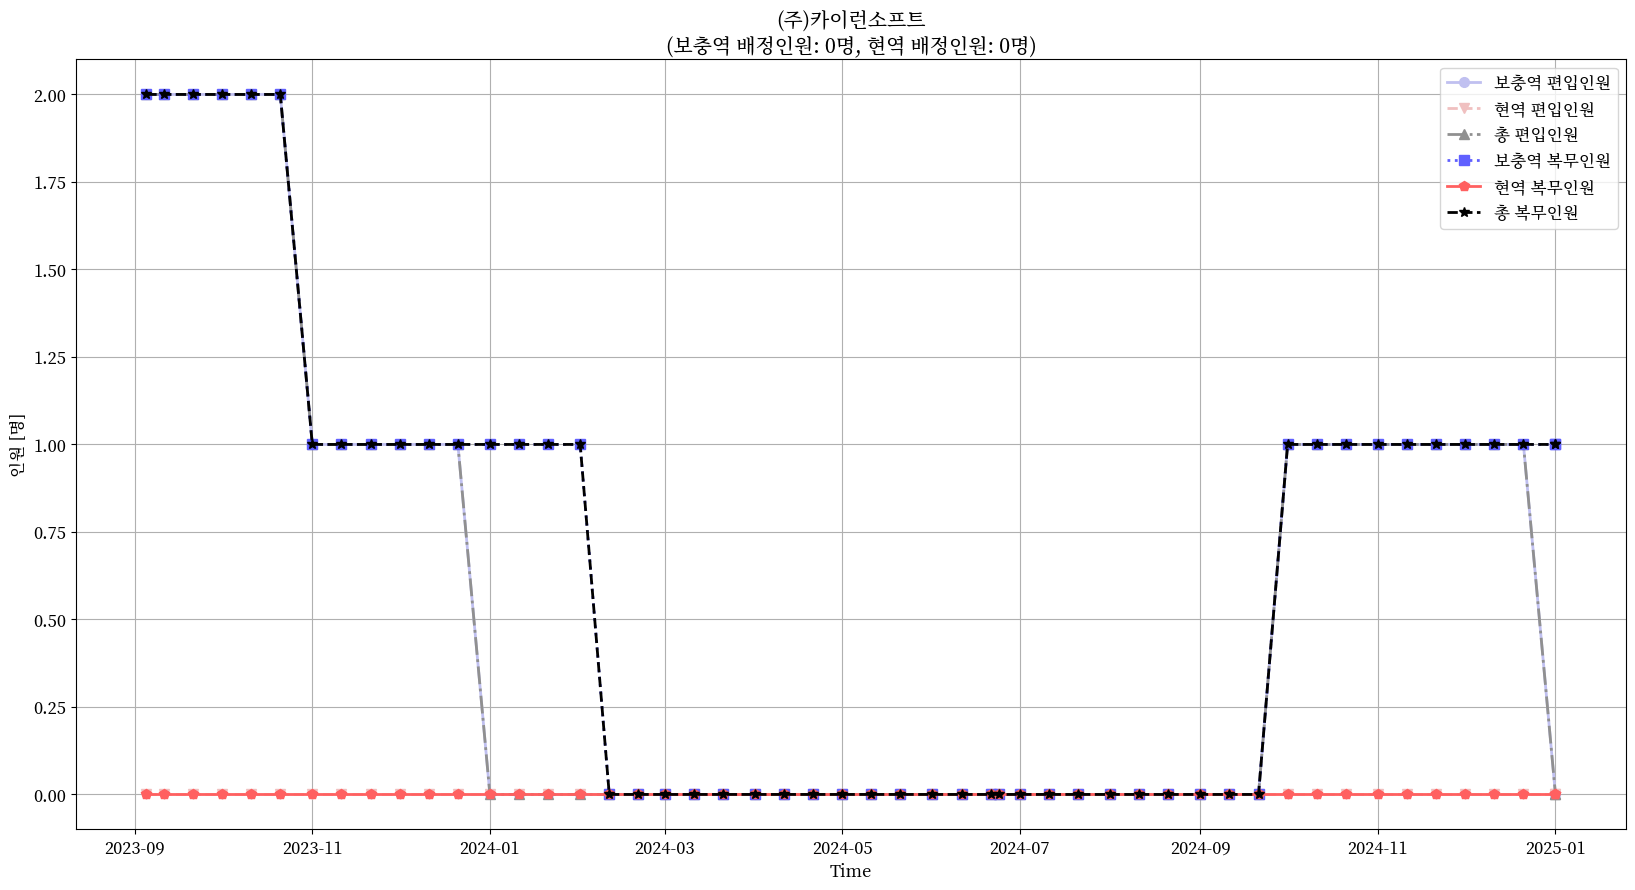 (주)카이런소프트
(보충역 배정인원: 0명, 현역 배정인원: 0명)
보충역 편입인원
현역 편입인원
총 편입인원
보충역 복무인원
현역 복무인원
총 복무인원
인원 [명]
2.00
1.75
1.50
1.25
1.00
0.75
0.50
0.25
0.00
2023-09 2023-11 2024-01 2024-03 2024-05 2024-07 2024-09 2024-11 2025-01
Time